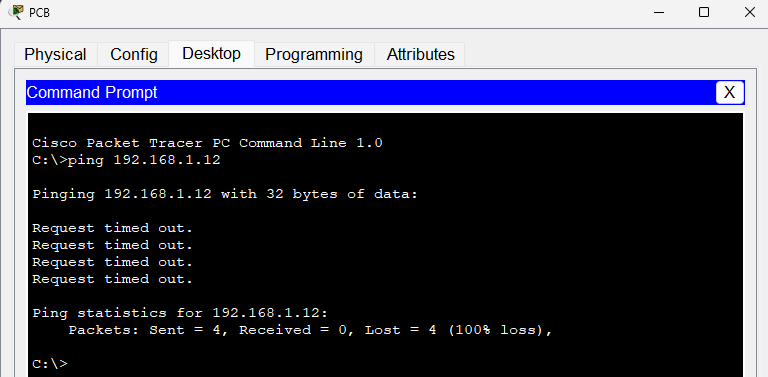 PCB
Physical Config Desktop Programming Attributes
Command Prompt X
Cisco Packet Tracer PC Command Line 1.0
C:\>ping 192.168.1.12
Pinging 192.168.1.12 with 32 bytes of data:
Request timed out.
Request timed out.
Request timed out.
Request timed out.
Ping statistics for 192.168.1.12:
    Packets: Sent = 4, Received = 0, Lost = 4 (100% loss),
C:\>